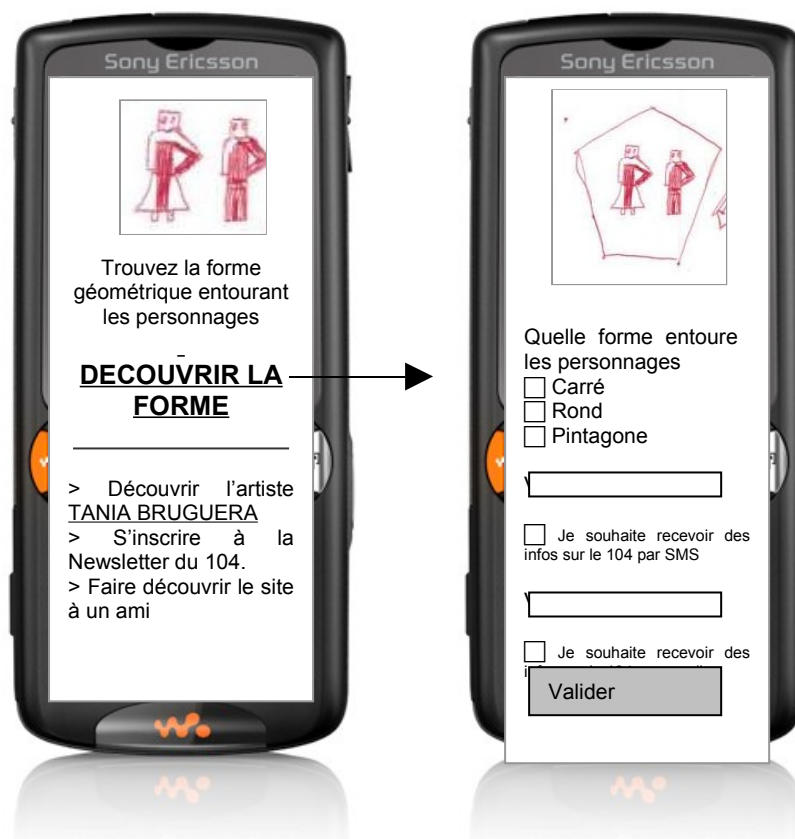 Sony Ericsson
Trouvez la forme
géométrique entourant
les personnages
DECOUVRIR LA
FORME
> Découvrir l'artiste
TANIA BRUGUERA
> S'inscrire à la
Newsletter du 104.
> Faire découvrir le site
à un ami
Sony Ericsson
Quelle forme entoure
les personnages
Carré
Rond
Pintagone
Je souhaite recevoir des
infos sur le 104 par SMS
Je souhaite recevoir des
Valider